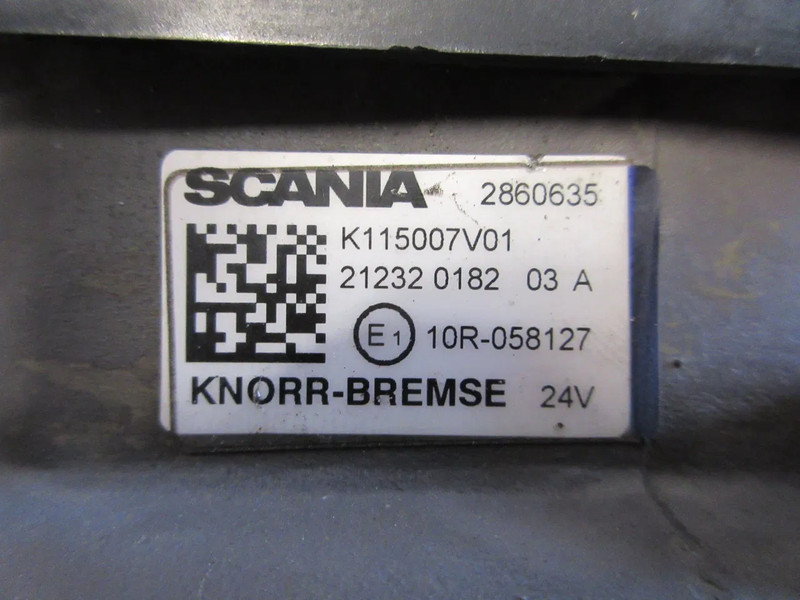 SCANIA 2860635
K115007V01
21232 0182 03 A
E1 10R-058127
KNORR-BREMSE 24V